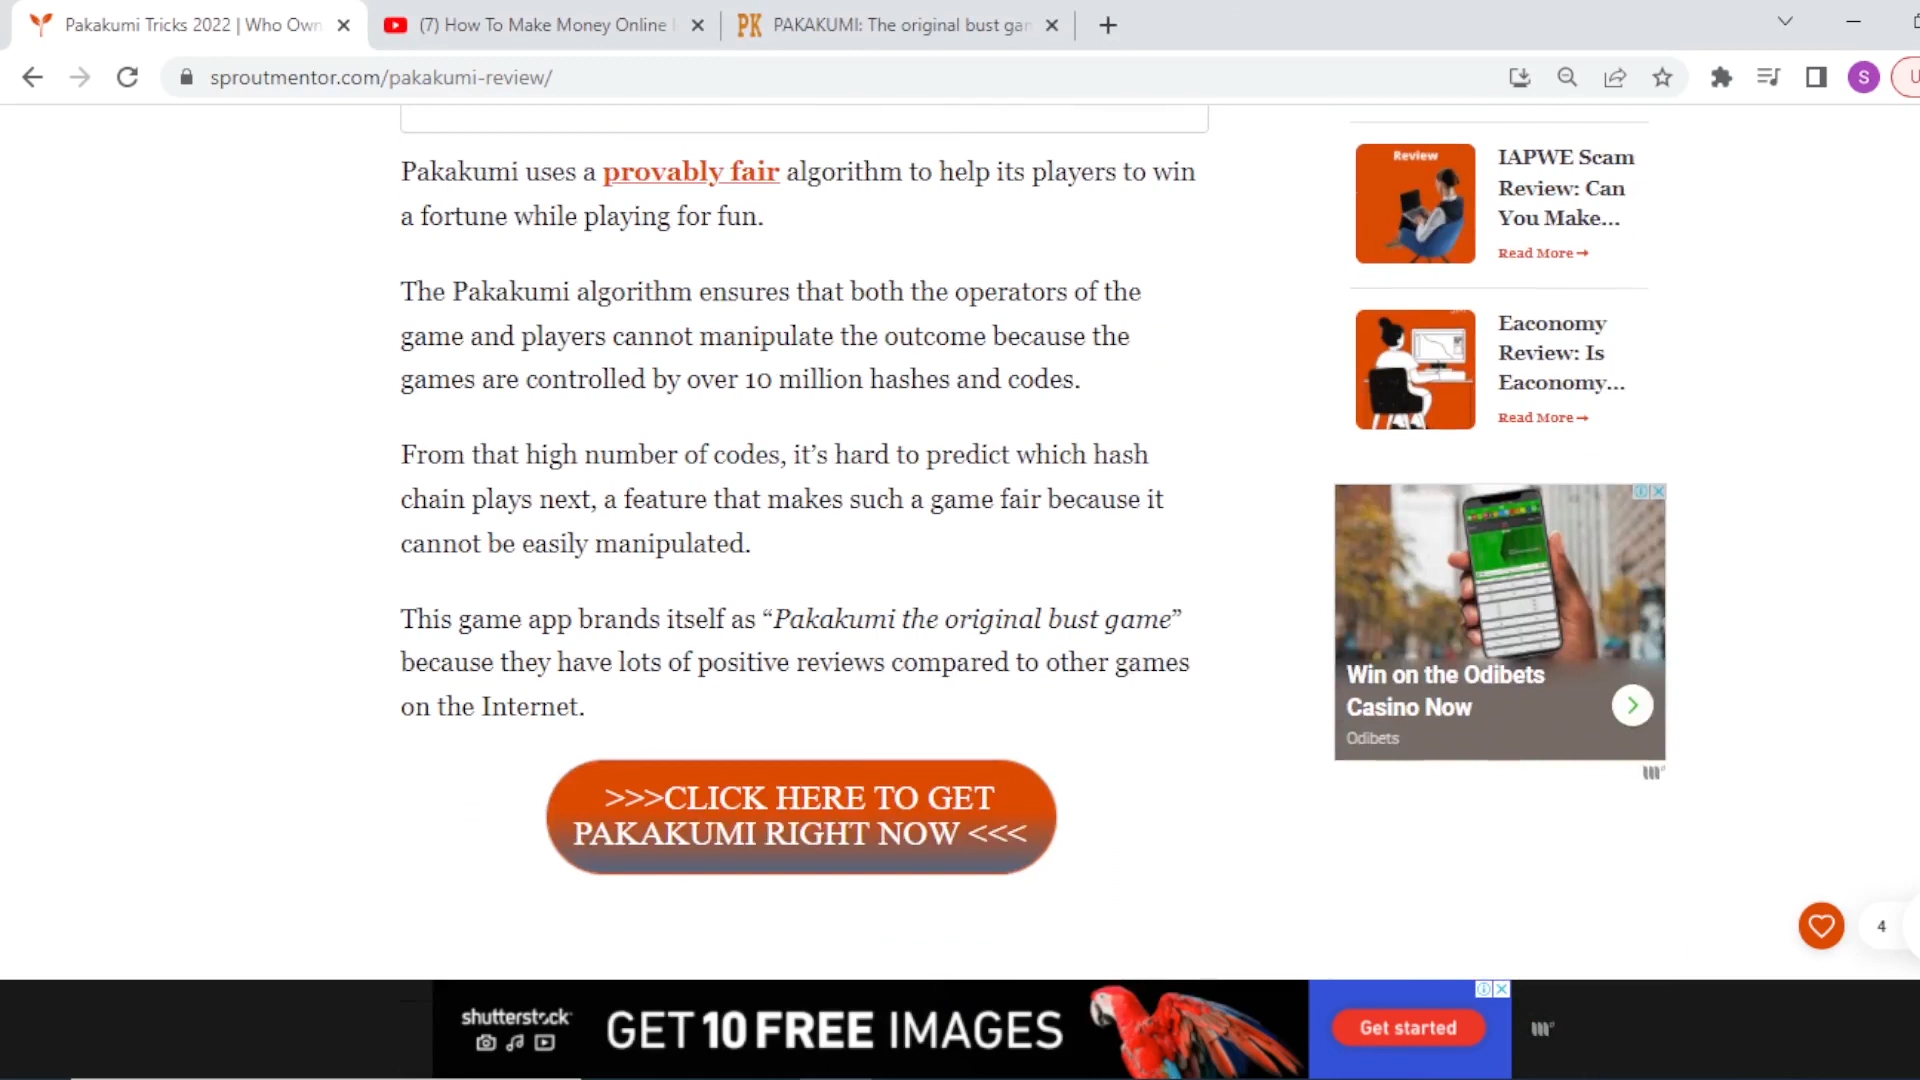 Pakakumi Tricks 2022 | Who Own
(7) How To Make Money Online
PK PAKAKUMI: The original bust gam
sproutmentor.com/pakakumi-review/
S
U
Pakakumi uses a provably fair algorithm to help its players to win
a fortune while playing for fun.
The Pakakumi algorithm ensures that both the operators of the
game and players cannot manipulate the outcome because the
games are controlled by over 10 million hashes and codes.
From that high number of codes, it’s hard to predict which hash
chain plays next, a feature that makes such a game fair because it
cannot be easily manipulated.
This game app brands itself as “Pakakumi the original bust game”
because they have lots of positive reviews compared to other games
on the Internet.
>>>CLICK HERE TO GET
PAKAKUMI RIGHT NOW <<<
Review
IAPWE Scam
Review: Can
You Make...
Read More→
Eaconomy
Review: Is
Eaconomy...
Read More→
Win on the Odibets
Casino Now
Odibets
4
shutterstock
GET 10 FREE IMAGES
Get started